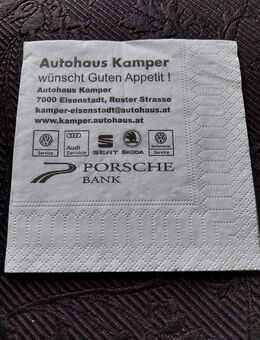 Autohaus Kamper
wünscht Guten Appetit !
Autohaus Kamper
7000 Eisenstadt, Ruster Strasse
kamper-eisenstadt@autohaus.at
www.kamper.autohaus.at
Service Audi Service SEAT ŠKODA Service
PORSCHE
BANK